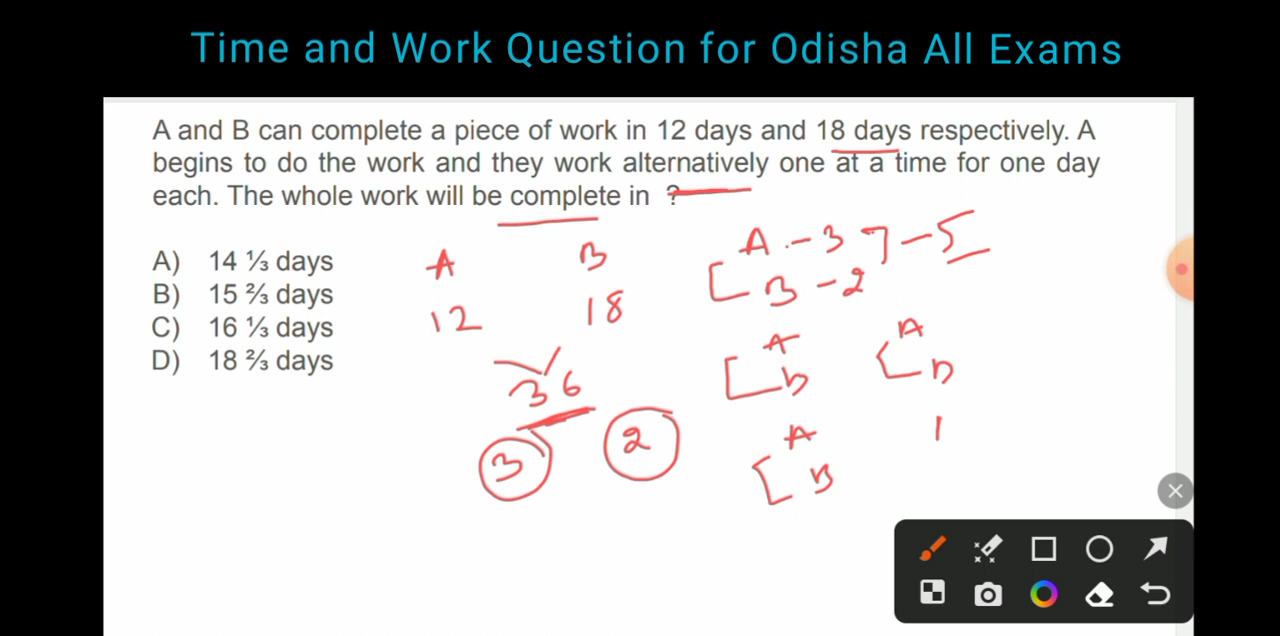 Time and Work Question for Odisha All Exams
A and B can complete a piece of work in 12 days and 18 days respectively. A
begins to do the work and they work alternatively one at a time for one day
each. The whole work will be complete in ?
A) 14 ⅓ days
B) 15 ⅔ days
C) 16 ⅓ days
D) 18 ⅔ days
A B
12 18
36
3 2
A - 3 7 - 5
B - 2
A
b
A
B
A
B
1